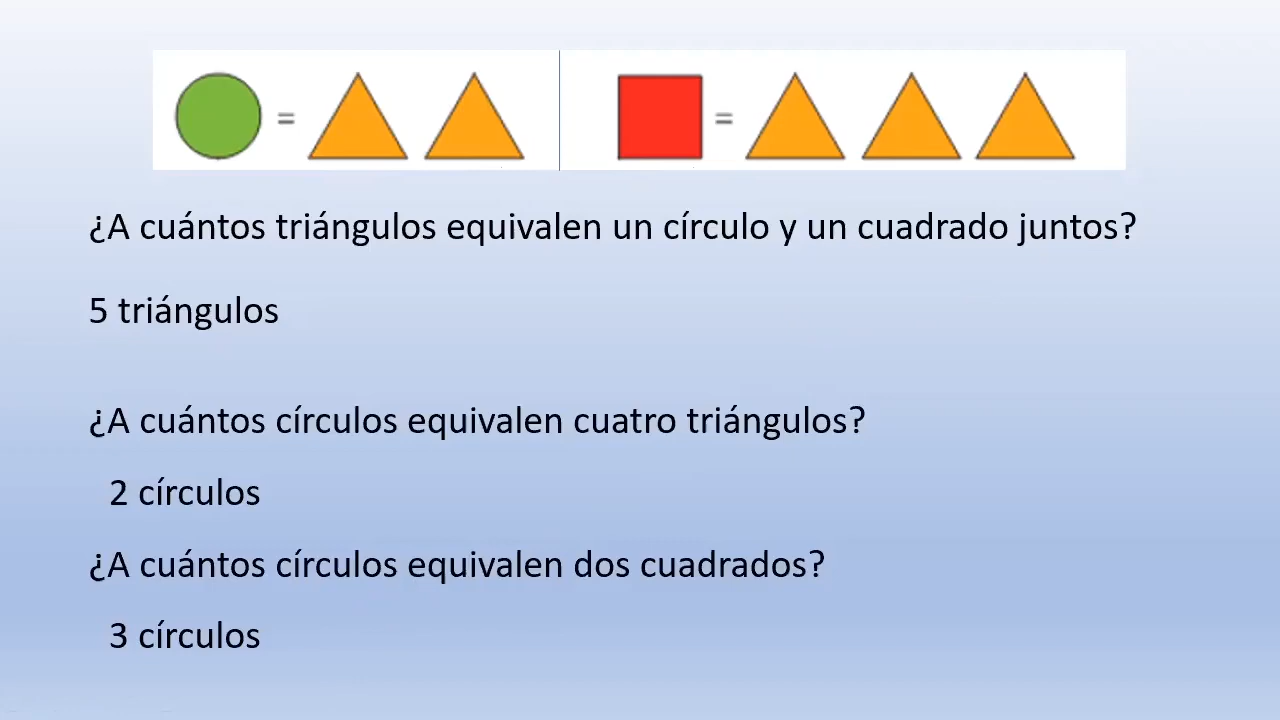 = =
¿A cuántos triángulos equivalen un círculo y un cuadrado juntos?
5 triángulos
¿A cuántos círculos equivalen cuatro triángulos?
2 círculos
¿A cuántos círculos equivalen dos cuadrados?
3 círculos